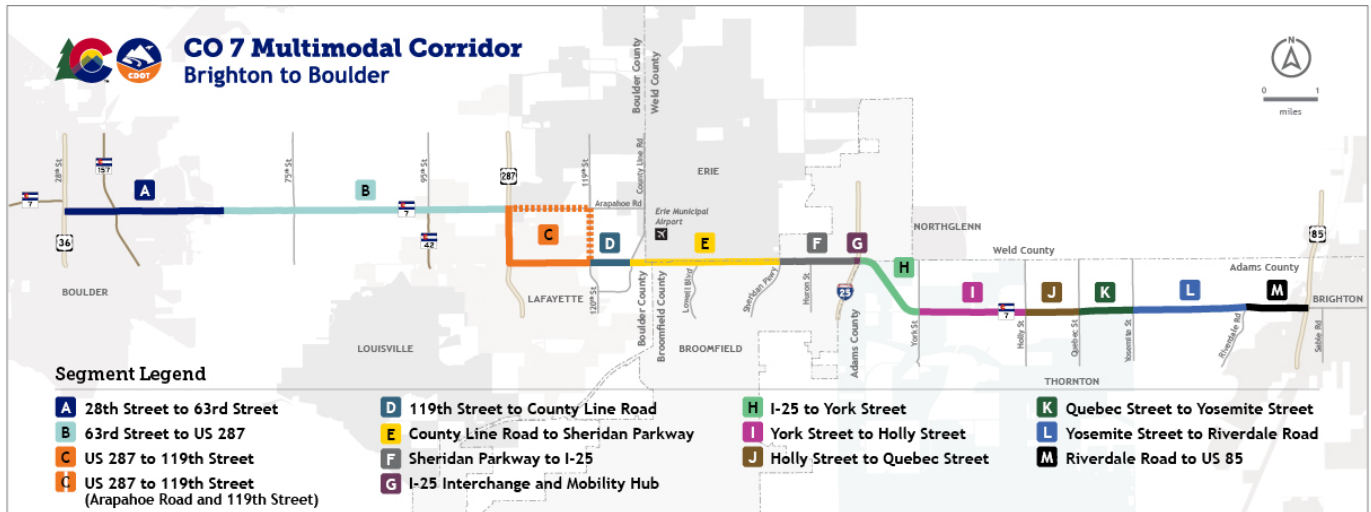 CO 7 Multimodal Corridor
Brighton to Boulder
CDOT
N
0 1
miles
Boulder County
Weld County
28th St
157
75th St
95th St
287
119th St
County Line Rd
ERIE
7
A
B
7
Arapahoe Rd
Erie Municipal
Airport
NORTHGLENN
85
36
42
C
D
E
F
G
H
Weld County
Adams County
BOULDER
LAFAYETTE
120th St
Boulder County
Broomfield County
Lowell Blvd
Sheridan Pkwy
Huron St
25
I
7
J
K
L
M
BRIGHTON
LOUISVILLE
BROOMFIELD
Adams County
York St
Holly St
Quebec St
Yosemite St
Riverdale Rd
Sable Rd
THORNTON
Segment Legend
A 28th Street to 63rd Street
B 63rd Street to US 287
C US 287 to 119th Street
C US 287 to 119th Street
(Arapahoe Road and 119th Street)
D 119th Street to County Line Road
E County Line Road to Sheridan Parkway
F Sheridan Parkway to I-25
G I-25 Interchange and Mobility Hub
H I-25 to York Street
I York Street to Holly Street
J Holly Street to Quebec Street
K Quebec Street to Yosemite Street
L Yosemite Street to Riverdale Road
M Riverdale Road to US 85